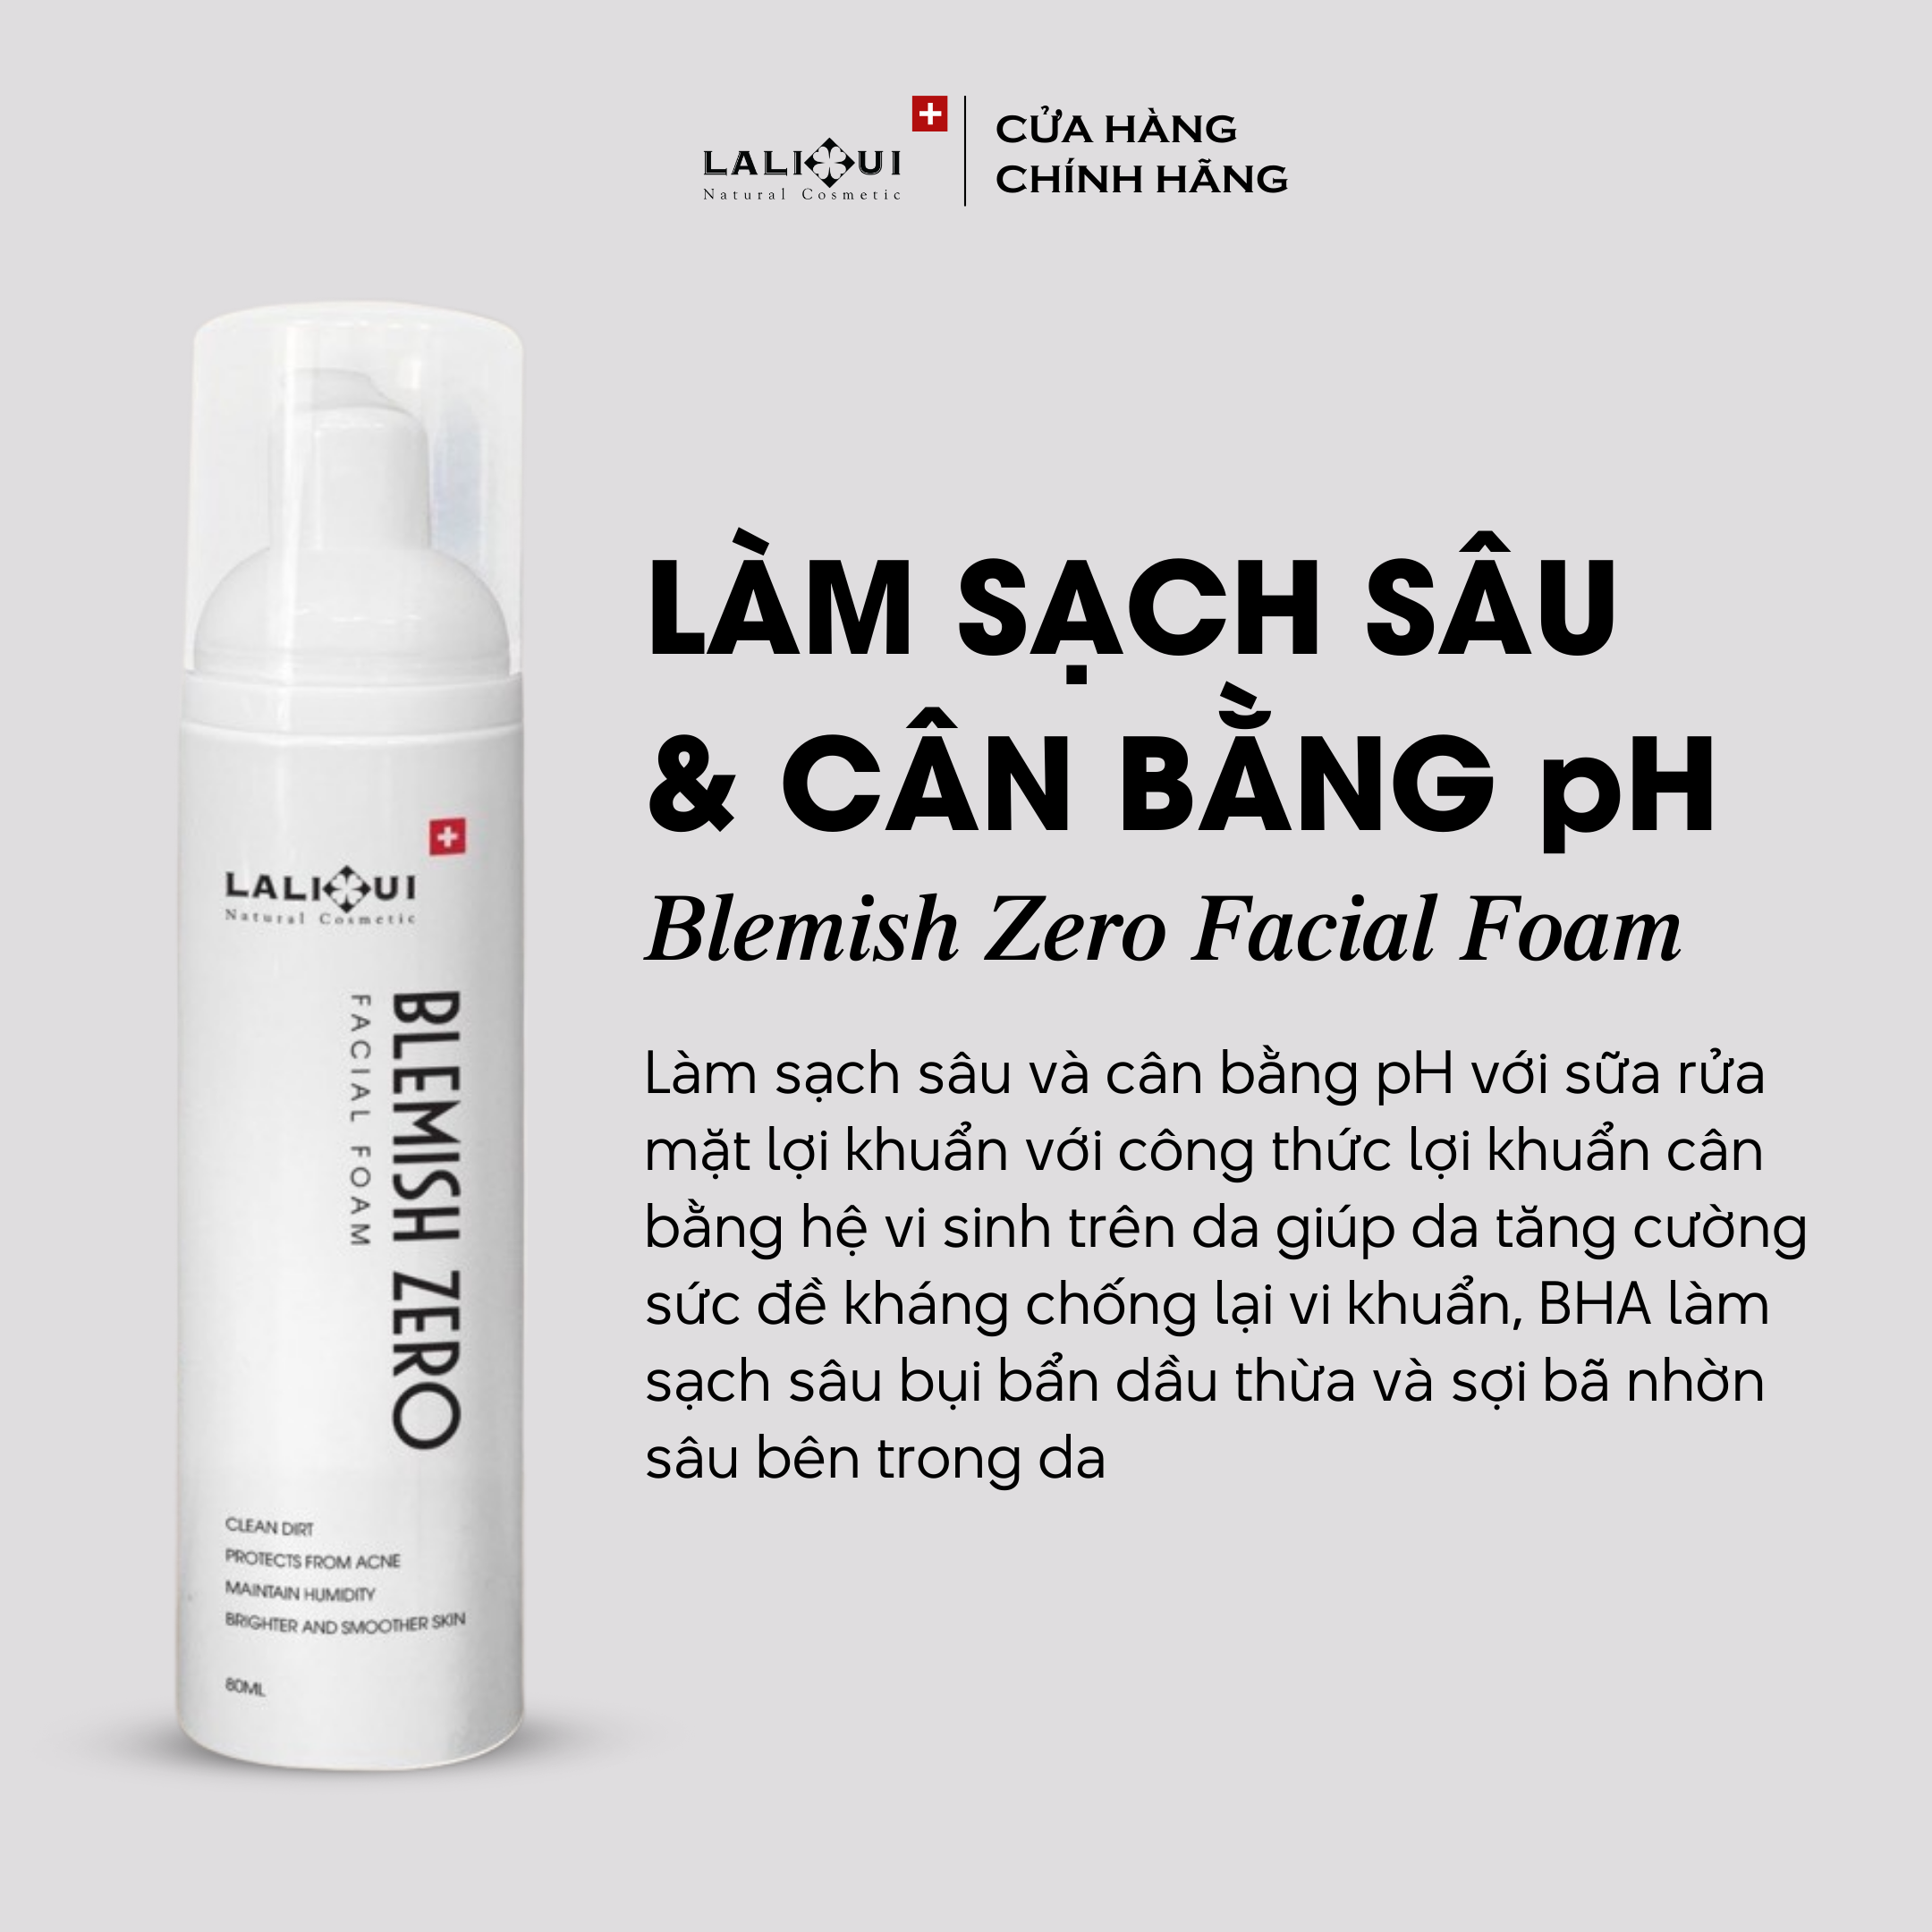 LALIQUI
Natural Cosmetic
CỬA HÀNG
CHÍNH HÃNG
LÀM SẠCH SÂU
& CÂN BẰNG pH
Blemish Zero Facial Foam
Làm sạch sâu và cân bằng pH với sữa rửa
mặt lợi khuẩn với công thức lợi khuẩn cân
bằng hệ vi sinh trên da giúp da tăng cường
sức đề kháng chống lại vi khuẩn, BHA làm
sạch sâu bụi bẩn dầu thừa và sợi bã nhờn
sâu bên trong da
LALIQUI
Natural Cosmetic
BLEMISH ZERO
FACIAL FOAM
CLEAN DIRT
PROTECTS FROM ACNE
MAINTAIN HUMIDITY
BRIGHTER AND SMOOTHER SKIN
80ML